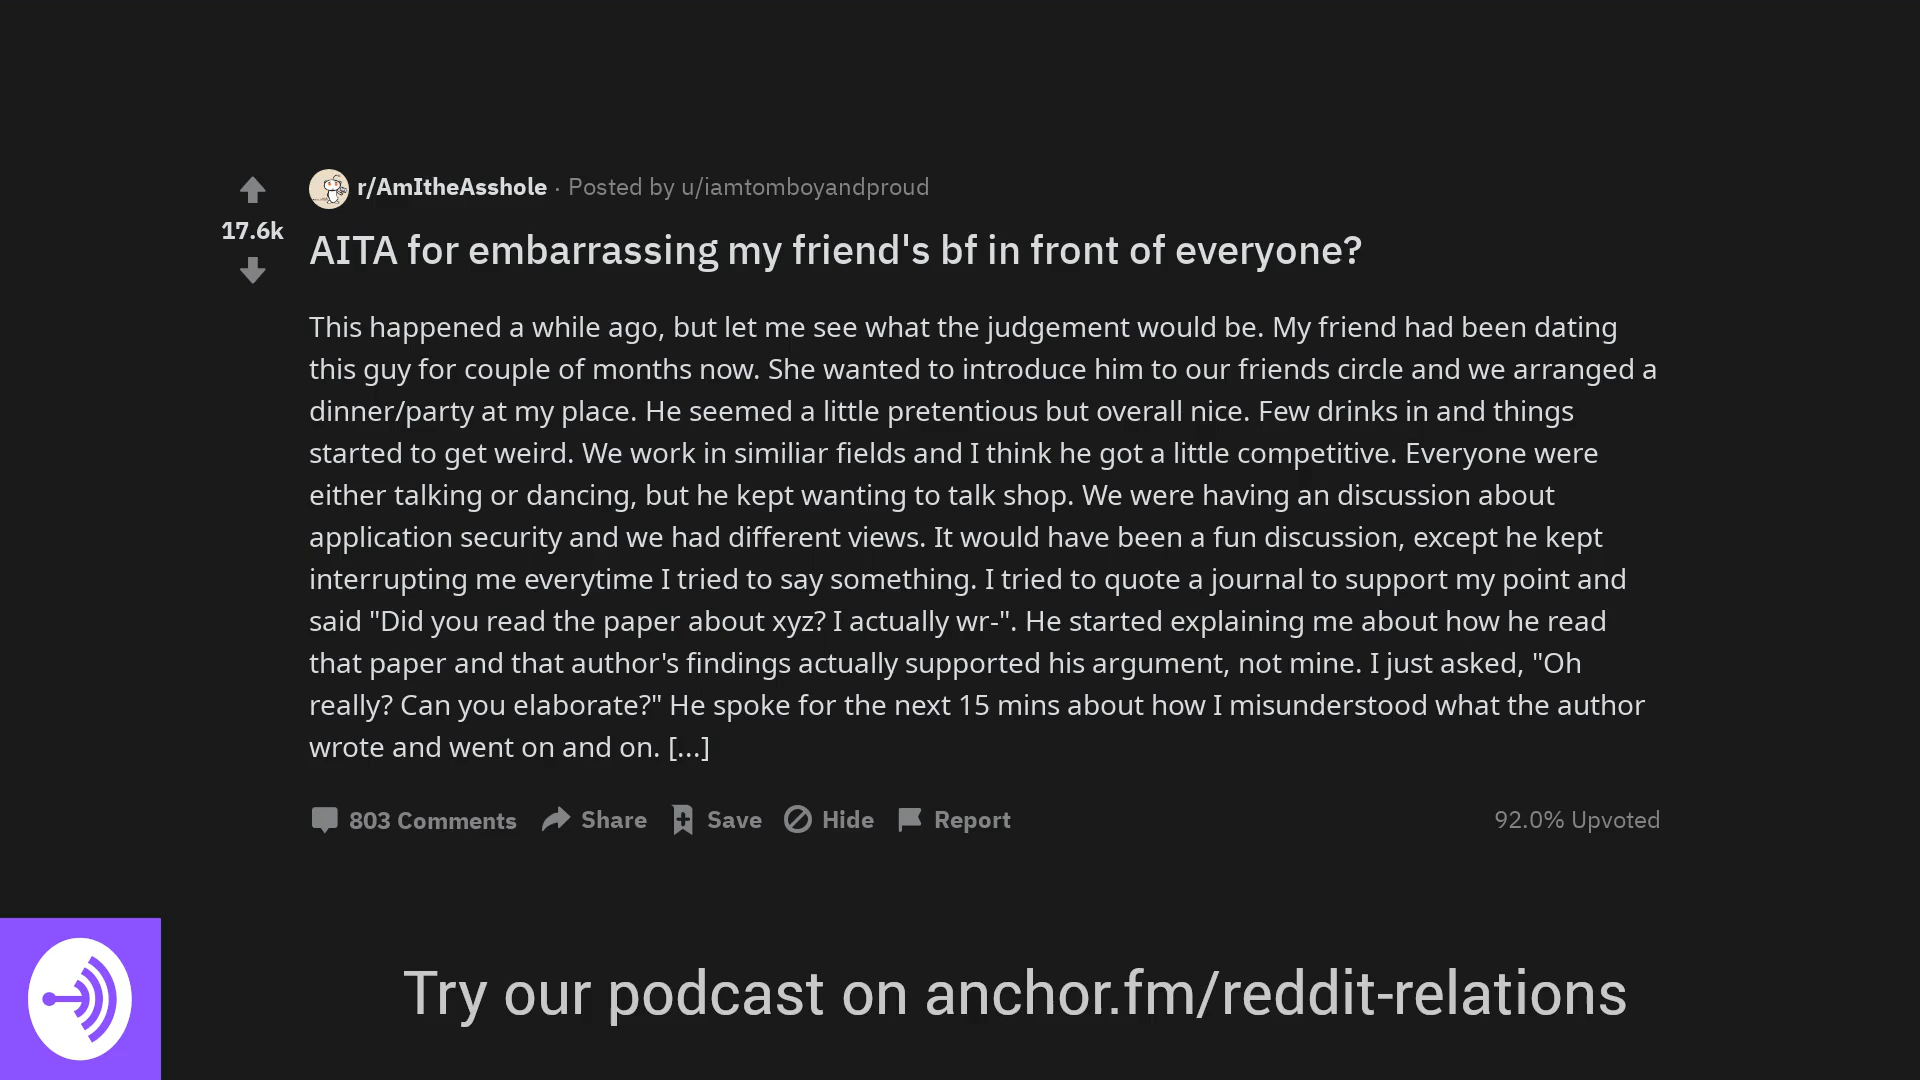 r/AmItheAsshole · Posted by u/iamtomboyandproud
17.6k
AITA for embarrassing my friend's bf in front of everyone?
This happened a while ago, but let me see what the judgement would be. My friend had been dating
this guy for couple of months now. She wanted to introduce him to our friends circle and we arranged a
dinner/party at my place. He seemed a little pretentious but overall nice. Few drinks in and things
started to get weird. We work in similiar fields and I think he got a little competitive. Everyone were
either talking or dancing, but he kept wanting to talk shop. We were having an discussion about
application security and we had different views. It would have been a fun discussion, except he kept
interrupting me everytime I tried to say something. I tried to quote a journal to support my point and
said "Did you read the paper about xyz? I actually wr-". He started explaining me about how he read
that paper and that author's findings actually supported his argument, not mine. I just asked, "Oh
really? Can you elaborate?" He spoke for the next 15 mins about how I misunderstood what the author
wrote and went on and on. [...]
803 Comments Share Save Hide Report 92.0% Upvoted
Try our podcast on anchor.fm/reddit-relations